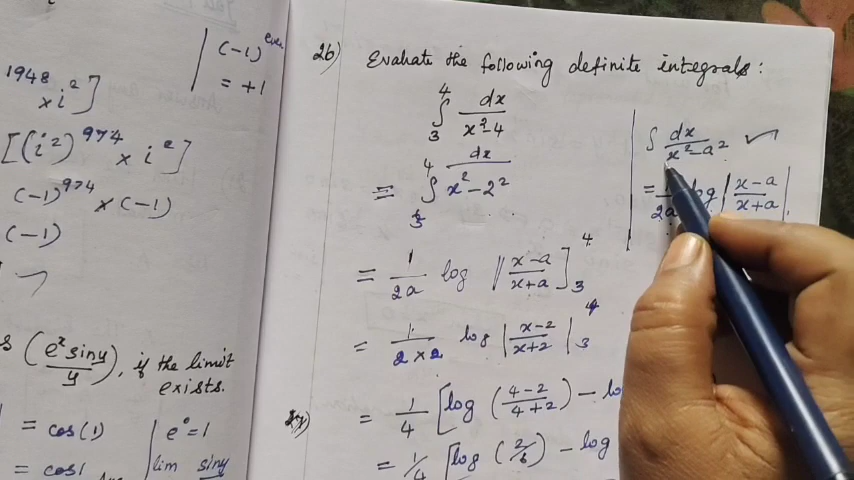 1948
× i²]
[(i²)^974 × i²]
(-1)^974 × (-1)
(-1)
(e^x sin y / y), if the limit
exists.
= cos(1)
= cos 1
(-1)^even
= +1
e° = 1
lim sin y
26) Evaluate the following definite integrals:
∫₃⁴ dx / x²-4
= ∫₃⁴ dx / x² - 2²
= 1/2a log |x-a / x+a]₃⁴
= 1/2×2 log |x-2 / x+2|₃⁴
= 1/4 [log (4-2 / 4+2) - lo
= 1/4 [log (2/6) - log
∫ dx / x²-a² ✓
= 1/2a log |x-a / x+a|